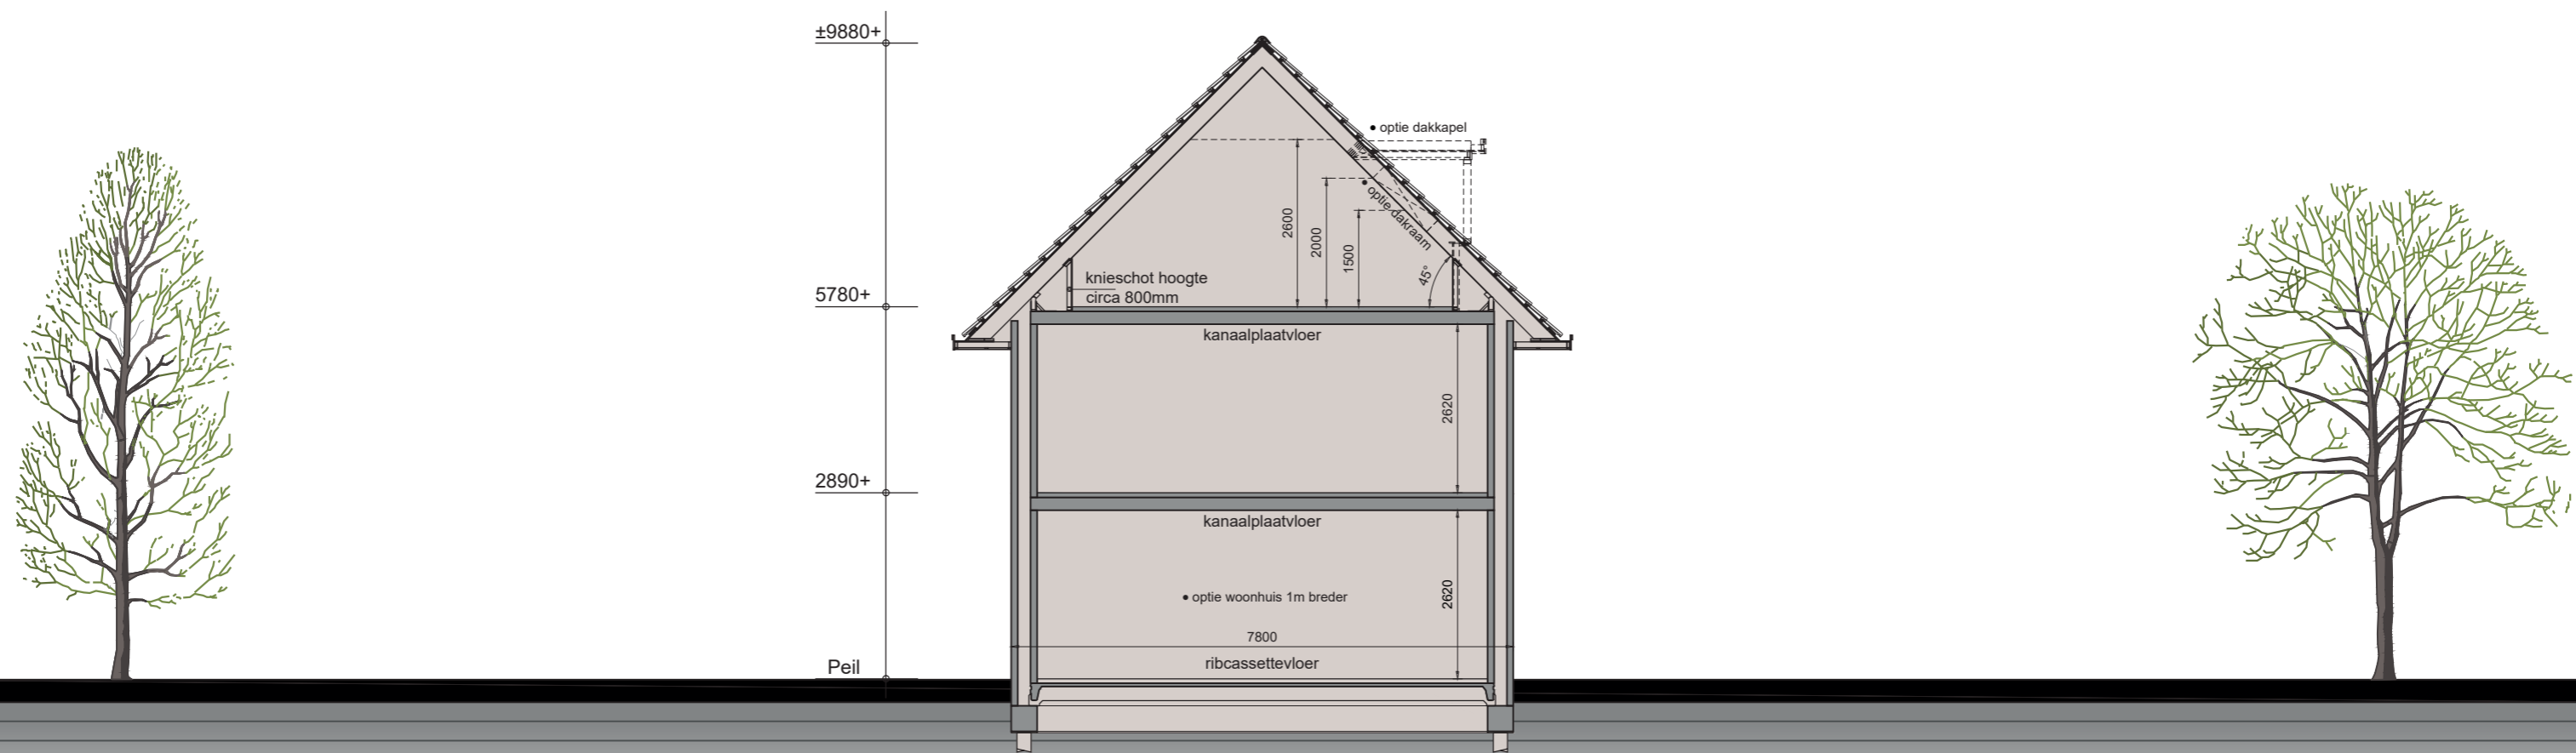 ±9880+
• optie dakkapel
• optie dakraam
2600
2000
1500
45°
knieschot hoogte
circa 800mm
5780+
kanaalplaatvloer
2620
2890+
kanaalplaatvloer
2620
• optie woonhuis 1m breder
7800
ribcassettevloer
Peil